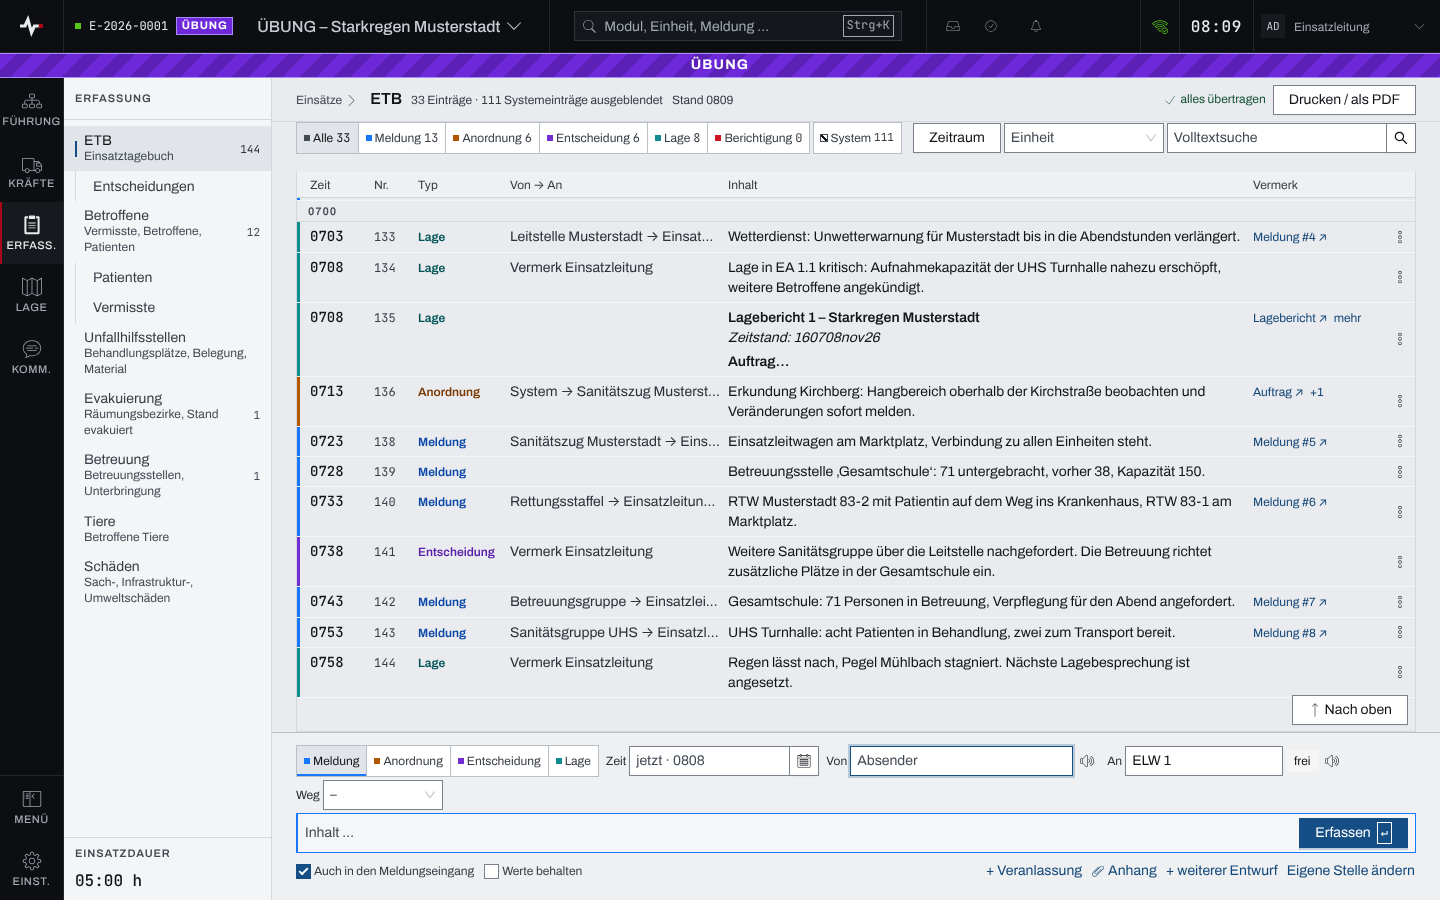 E-2026-0001 ÜBUNG ÜBUNG – Starkregen Musterstadt Modul, Einheit, Meldung ... Strg+K 08:09 AD Einsatzleitung
ÜBUNG
FÜHRUNG
KRÄFTE
ERFASS.
LAGE
KOMM.
MENÜ
EINST.
ERFASSUNG
ETB
Einsatztagebuch
144
Entscheidungen
Betroffene
Vermisste, Betroffene,
Patienten
12
Patienten
Vermisste
Unfallhilfsstellen
Behandlungsplätze, Belegung,
Material
Evakuierung
Räumungsbezirke, Stand
evakuiert
1
Betreuung
Betreuungsstellen,
Unterbringung
1
Tiere
Betroffene Tiere
Schäden
Sach-, Infrastruktur-,
Umweltschäden
EINSATZDAUER
05:00 h
Einsätze ETB 33 Einträge · 111 Systemeinträge ausgeblendet Stand 0809 alles übertragen Drucken / als PDF
Alle 33 Meldung 13 Anordnung 6 Entscheidung 6 Lage 8 Berichtigung 0 System 111 Zeitraum Einheit Volltextsuche
Zeit Nr. Typ Von → An Inhalt Vermerk
0700
0703 133 Lage Leitstelle Musterstadt → Einsat... Wetterdienst: Unwetterwarnung für Musterstadt bis in die Abendstunden verlängert. Meldung #4 ↗
0708 134 Lage Vermerk Einsatzleitung Lage in EA 1.1 kritisch: Aufnahmekapazität der UHS Turnhalle nahezu erschöpft,
weitere Betroffene angekündigt.
0708 135 Lage Lagebericht 1 – Starkregen Musterstadt Lagebericht ↗ mehr
Zeitstand: 160708nov26
Auftrag...
0713 136 Anordnung System → Sanitätszug Musterst... Erkundung Kirchberg: Hangbereich oberhalb der Kirchstraße beobachten und Auftrag ↗ +1
Veränderungen sofort melden.
0723 138 Meldung Sanitätszug Musterstadt → Eins... Einsatzleitwagen am Marktplatz, Verbindung zu allen Einheiten steht. Meldung #5 ↗
0728 139 Meldung Betreuungsstelle ‚Gesamtschule‘: 71 untergebracht, vorher 38, Kapazität 150.
0733 140 Meldung Rettungsstaffel → Einsatzleitun... RTW Musterstadt 83-2 mit Patientin auf dem Weg ins Krankenhaus, RTW 83-1 am Meldung #6 ↗
Marktplatz.
0738 141 Entscheidung Vermerk Einsatzleitung Weitere Sanitätsgruppe über die Leitstelle nachgefordert. Die Betreuung richtet
zusätzliche Plätze in der Gesamtschule ein.
0743 142 Meldung Betreuungsgruppe → Einsatzlei... Gesamtschule: 71 Personen in Betreuung, Verpflegung für den Abend angefordert. Meldung #7 ↗
0753 143 Meldung Sanitätsgruppe UHS → Einsatzl... UHS Turnhalle: acht Patienten in Behandlung, zwei zum Transport bereit. Meldung #8 ↗
0758 144 Lage Vermerk Einsatzleitung Regen lässt nach, Pegel Mühlbach stagniert. Nächste Lagebesprechung ist
angesetzt.
↑ Nach oben
Meldung Anordnung Entscheidung Lage Zeit jetzt · 0808 Von Absender An ELW 1 frei
Weg –
Inhalt ... Erfassen ↵
Auch in den Meldungseingang Werte behalten + Veranlassung Anhang + weiterer Entwurf Eigene Stelle ändern